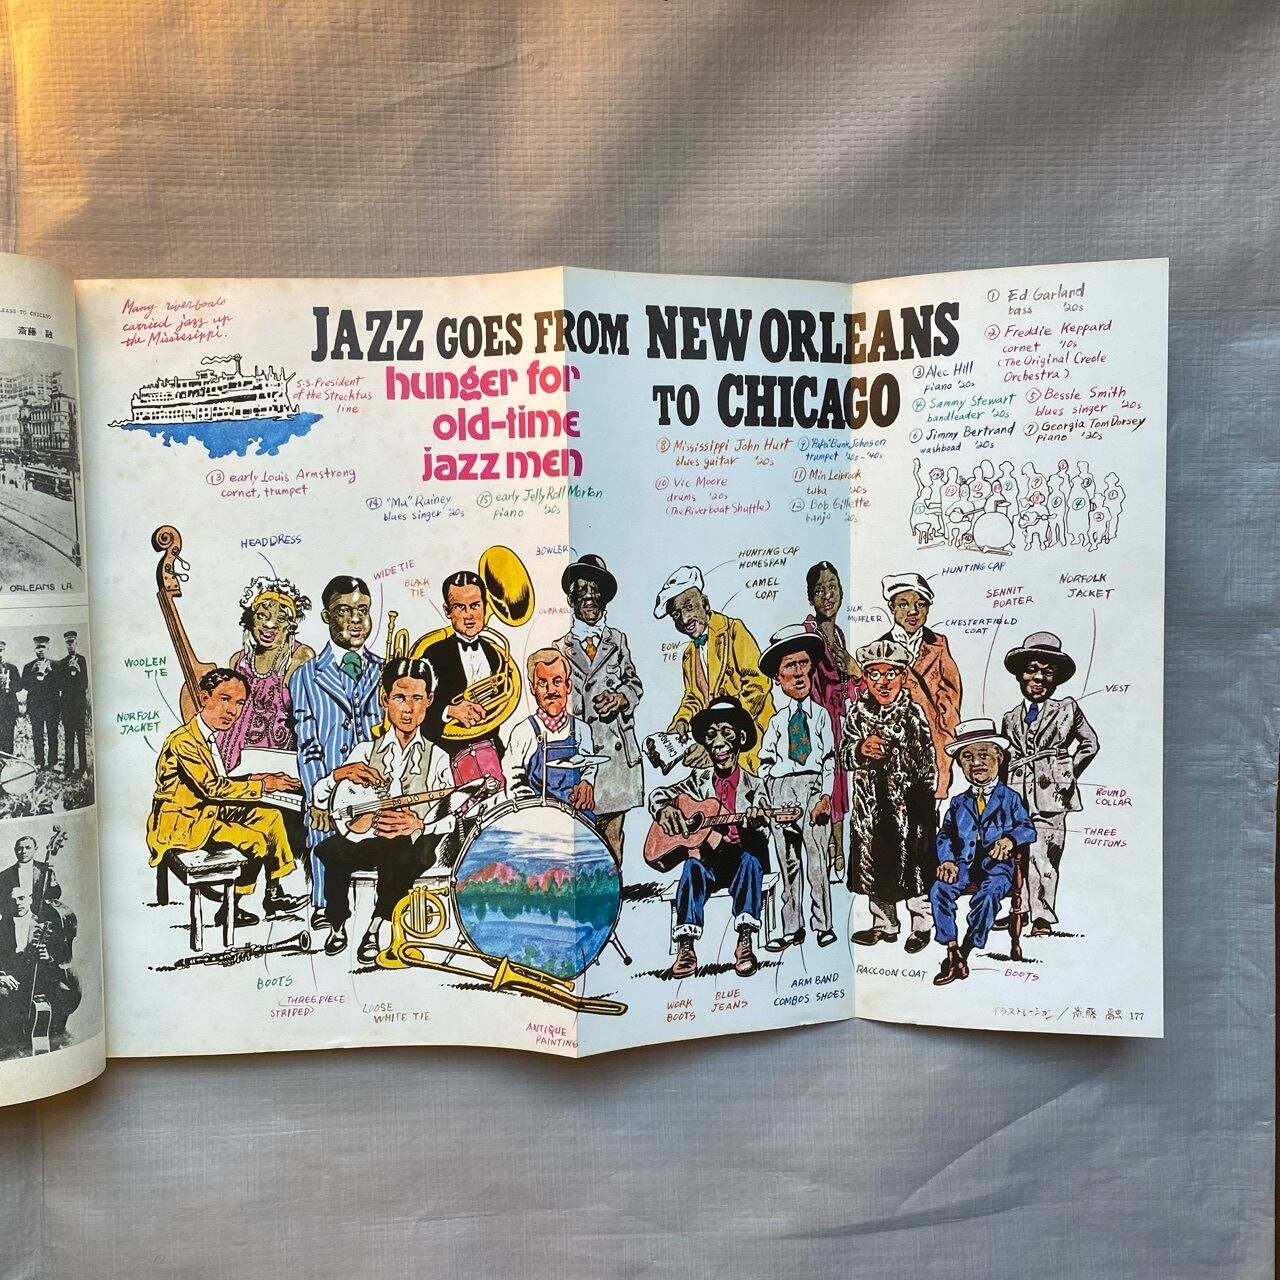 LEANS TO CHICAGO
斎藤 融
ORLEANS LA.
Many riverboats
carried jazz up
the Mississippi.
JAZZ GOES FROM NEW ORLEANS
TO CHICAGO
hunger for
old-time
jazz men
S.S. President
of the Streckfus
line
① Ed Garland
bass '20s
② Freddie Keppard
cornet '10s
(The Original Creole
Orchestra)
③ Alec Hill
piano '20s
④ Sammy Stewart
bandleader '20s
⑤ Bessie Smith
blues singer '20s
⑥ Jimmy Bertrand
washboad '20s
⑦ Georgia Tom Dorsey
piano '20s
⑧ Mississippi John Hurt
blues guitar '20s
⑨ "Papa" Bunk Johnson
trumpet '20s-'40s
⑩ Vic Moore
drums '20s
(The Riverboat Shuffle)
⑪ Min Leibrook
tuba '20s
⑫ Bob Gillette
banjo '20s
⑬ early Louis Armstrong
cornet, trumpet
⑭ "Ma" Rainey
blues singer '20s
⑮ early Jelly Roll Morton
piano '20s
HEADDRESS
WIDE TIE
BLACK
TIE
BOWLER
OVERALL
HUNTING CAP
HOMESPAN
CAMEL
COAT
BOW
TIE
SILK
MUFFLER
HUNTING CAP
CHESTERFIELD
COAT
SENNIT
BOATER
NORFOLK
JACKET
VEST
ROUND
COLLAR
THREE
BUTTONS
WOOLEN
TIE
NORFOLK
JACKET
CHICAGO
BOOTS
THREE PIECE
(STRIPED)
LOOSE
WHITE TIE
ANTIQUE
PAINTING
WORK
BOOTS
BLUE
JEANS
ARM BAND
COMBOS SHOES
RACCOON COAT
BOOTS
イラストレーション/斎藤 融 177